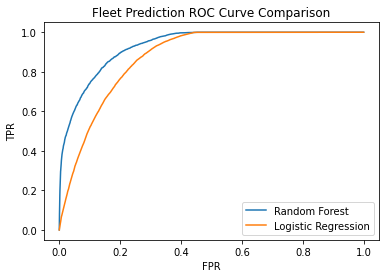 Fleet Prediction ROC Curve Comparison
TPR
1.0
0.8
0.6
0.4
0.2
0.0
Random Forest
Logistic Regression
0.0 0.2 0.4 0.6 0.8 1.0
FPR